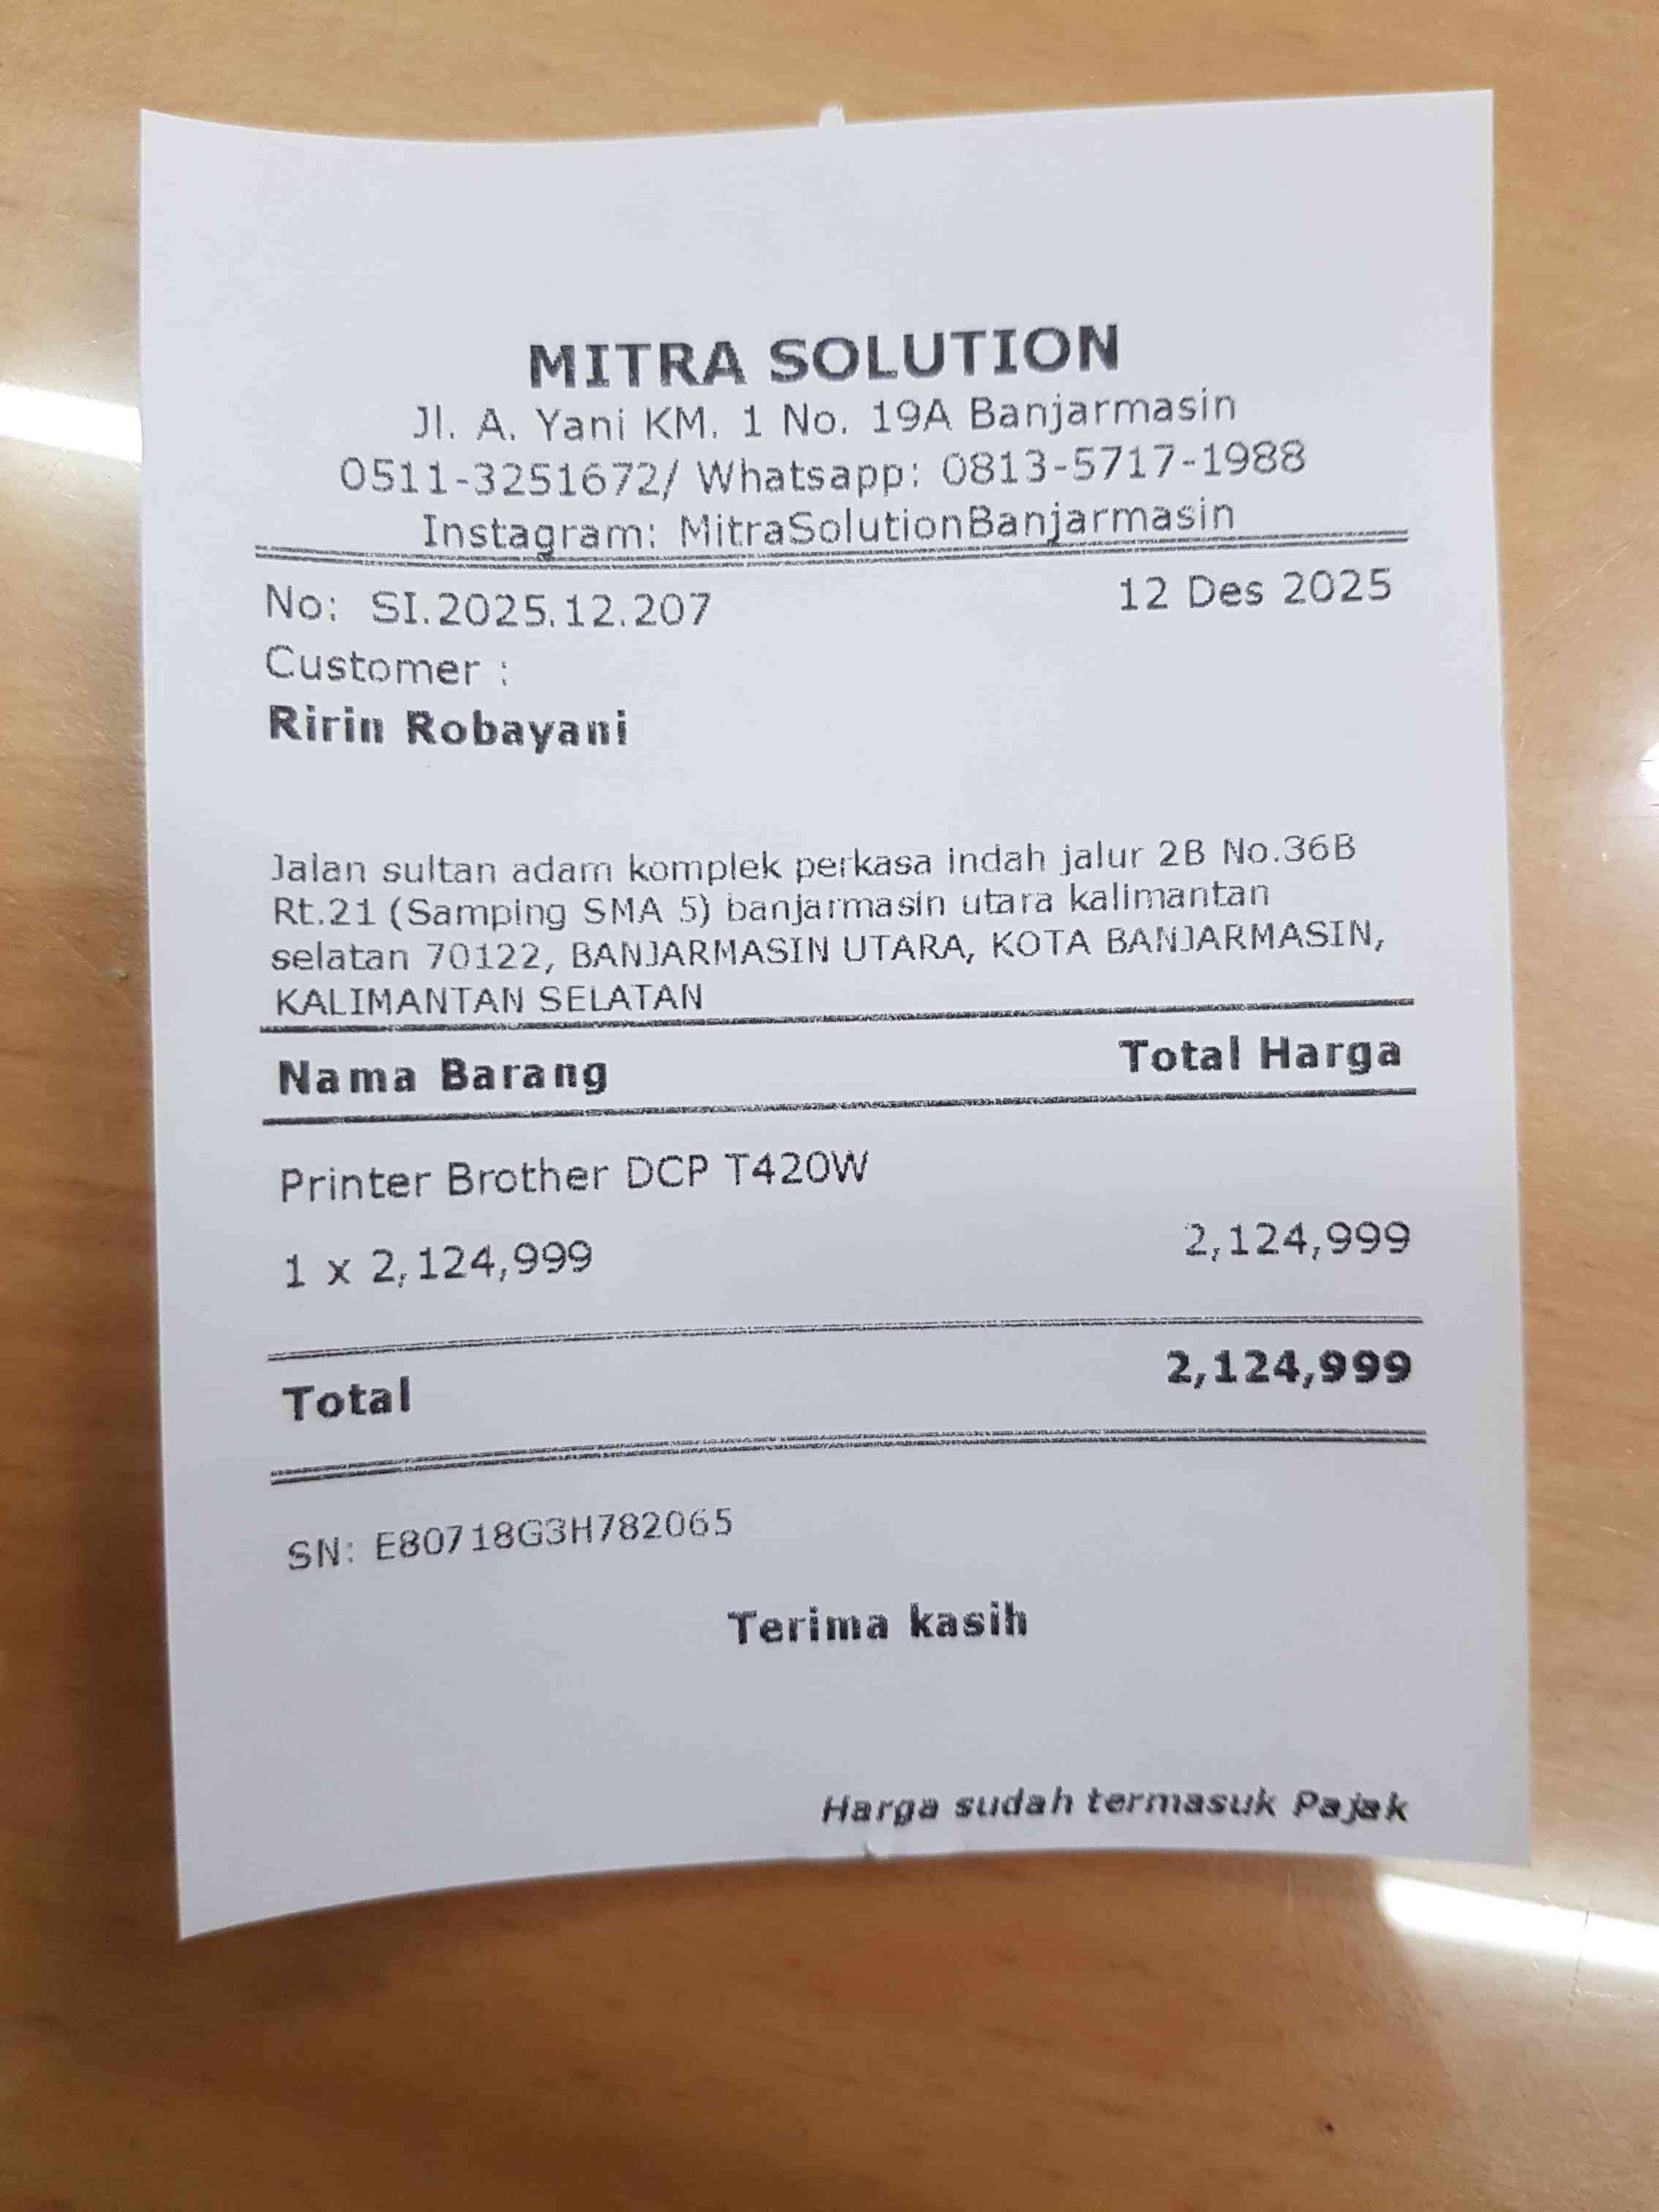 MITRA SOLUTION
Jl. A. Yani KM. 1 No. 19A Banjarmasin
0511-3251672/ Whatsapp: 0813-5717-1988
Instagram: MitraSolutionBanjarmasin
No: SI.2025.12.207 12 Des 2025
Customer :
Ririn Robayani
Jalan sultan adam komplek perkasa indah jalur 2B No.36B
Rt.21 (Samping SMA 5) banjarmasin utara kalimantan
selatan 70122, BANJARMASIN UTARA, KOTA BANJARMASIN,
KALIMANTAN SELATAN
Nama Barang Total Harga
Printer Brother DCP T420W
1 x 2,124,999 2,124,999
Total 2,124,999
SN: E80718G3H782065
Terima kasih
Harga sudah termasuk Pajak